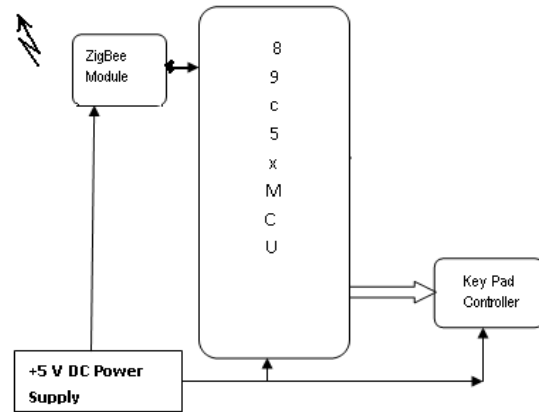 ZigBee
Module
8
9
c
5
x
M
C
U
Key Pad
Controller
+5 V DC Power
Supply